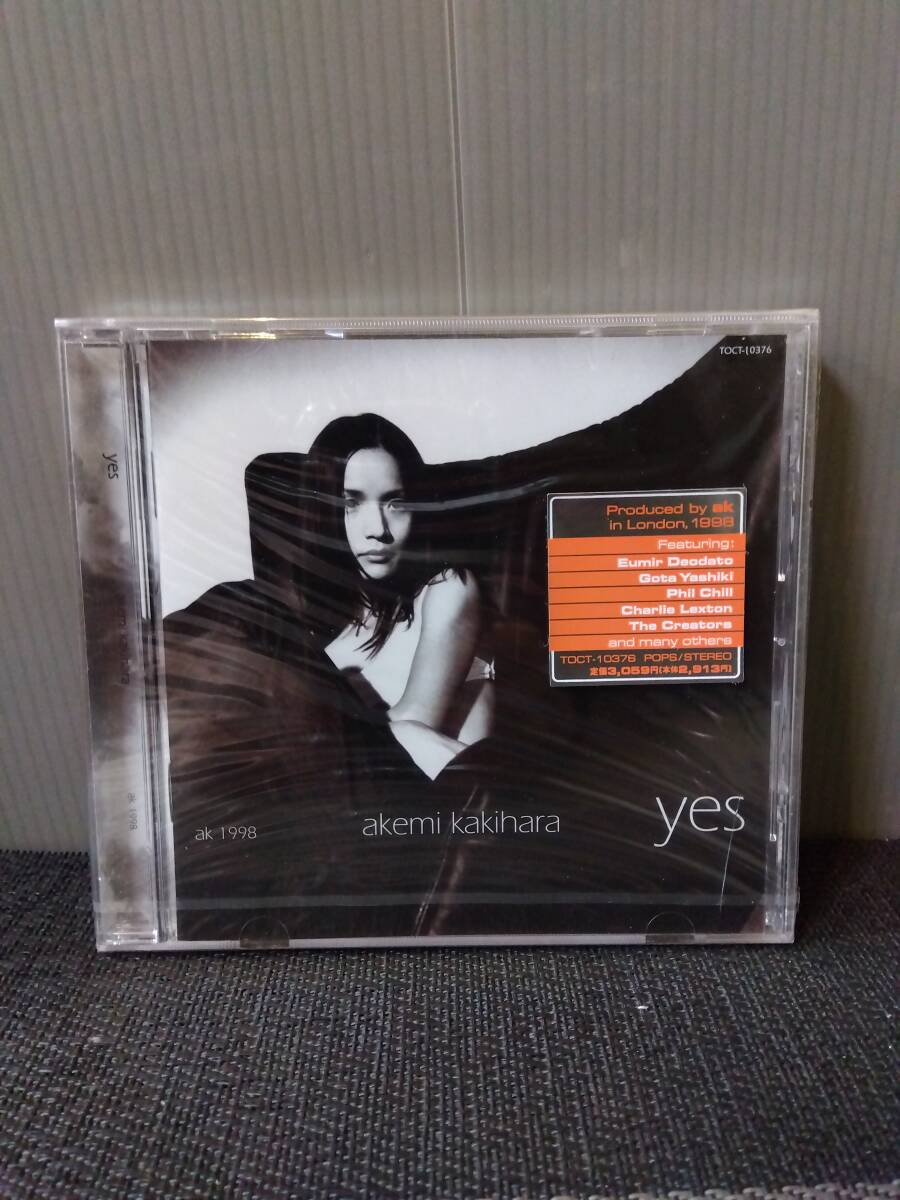 TOCT-10376
yes
Produced by ak
in London, 1998
Featuring:
Eumir Deodato
Gota Yashiki
Phil Chill
Charlie Lexton
The Creators
and many others
TOCT-10376 POPS/STEREO
定価3,059円(本体2,913円)
ak 1998
akemi kakihara
yes
ak 1998